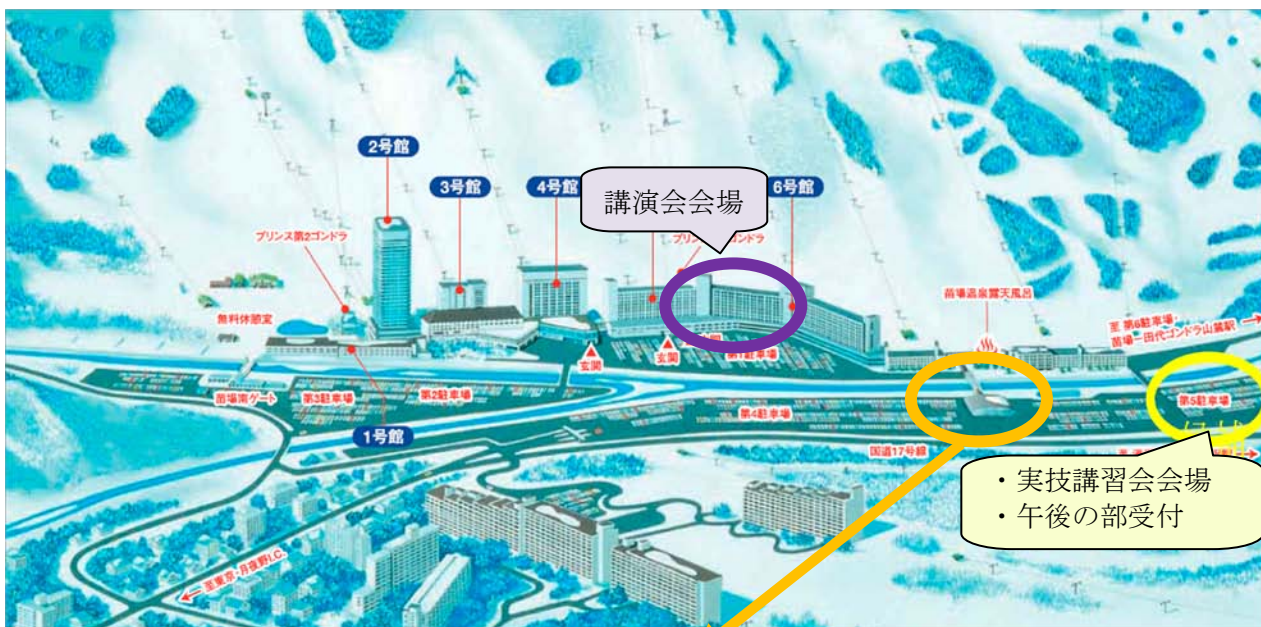 2号館
3号館
4号館
6号館
講演会会場
プリンス第2ゴンドラ
ゴンドラ
無料休憩室
苗場温泉露天風呂
至 第6駐車場・
苗場ー田代ゴンドラ山麓駅
玄関
玄関
第1駐車場
苗場南ゲート
第3駐車場
第2駐車場
第4駐車場
第5駐車場
1号館
国道17号線
・実技講習会会場
・午後の部受付
至東京・月夜野I.C.